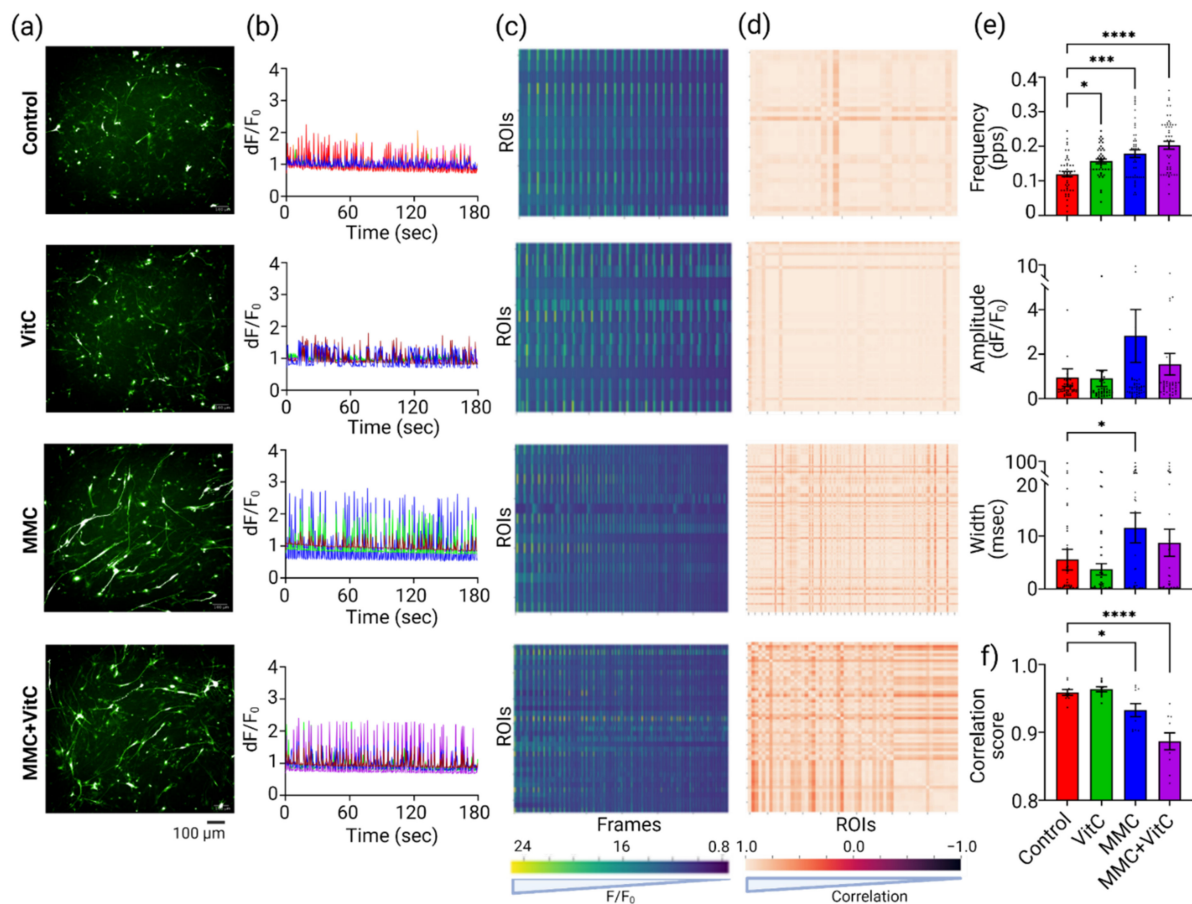 (a)
(b)
(c)
(d)
(e)
Control
4
3
2
1
0
dF/F0
0
60
120
180
Time (sec)
ROIs
*
***
****
0.4
0.3
0.2
0.1
0.0
Frequency
(pps)
VitC
4
3
2
1
0
dF/F0
0
60
120
180
Time (sec)
ROIs
10
4
2
0
Amplitude
(dF/F0)
MMC
4
3
2
1
0
dF/F0
0
60
120
180
Time (sec)
ROIs
*
100
20
10
0
Width
(msec)
MMC+VitC
4
3
2
1
0
dF/F0
0
60
120
180
Time (sec)
ROIs
f)
*
****
1.0
0.9
0.8
Correlation
score
Control
VitC
MMC
MMC+VitC
100 µm
Frames
24
16
0.8
F/F0
ROIs
1.0
0.0
−1.0
Correlation